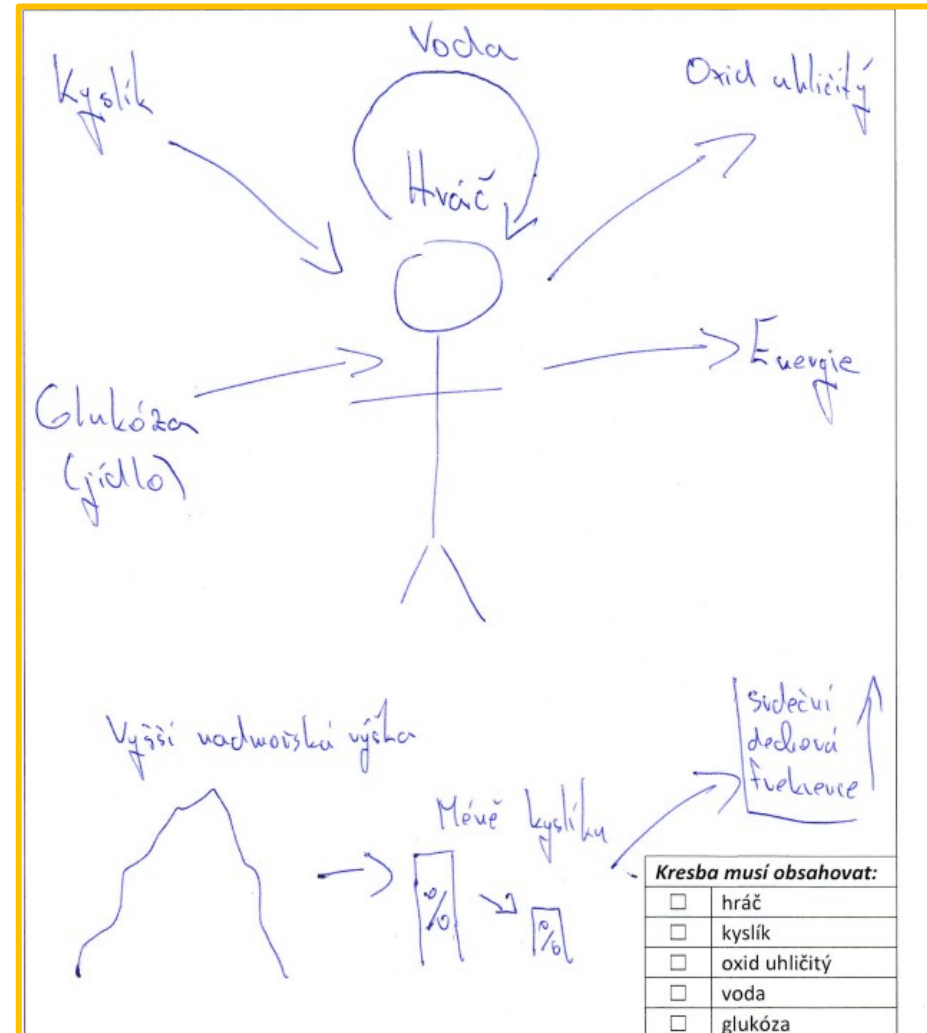 Voda
Kyslík
Oxid uhličitý
Hráč
Energie
Glukóza
(jídlo)
Vyšší nadmořská výška
Méně kyslíku
%
%
srdeční
dechová
frekvence
Kresba musí obsahovat:
☐ hráč
☐ kyslík
☐ oxid uhličitý
☐ voda
☐ glukóza